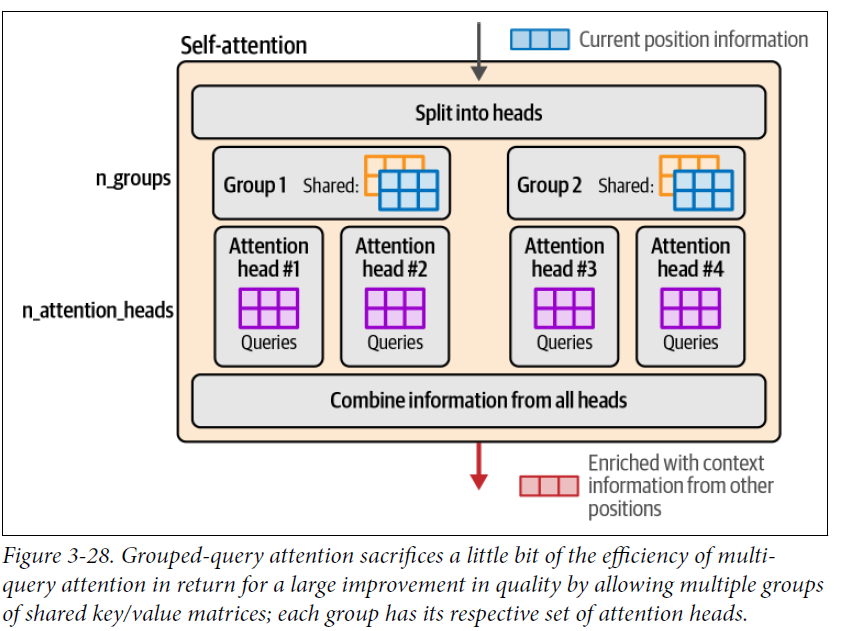 Self-attention
Current position information
Split into heads
n_groups
Group 1 Shared:
Group 2 Shared:
n_attention_heads
Attention
head #1
Queries
Attention
head #2
Queries
Attention
head #3
Queries
Attention
head #4
Queries
Combine information from all heads
Enriched with context
information from other
positions
Figure 3-28. Grouped-query attention sacrifices a little bit of the efficiency of multi-
query attention in return for a large improvement in quality by allowing multiple groups
of shared key/value matrices; each group has its respective set of attention heads.